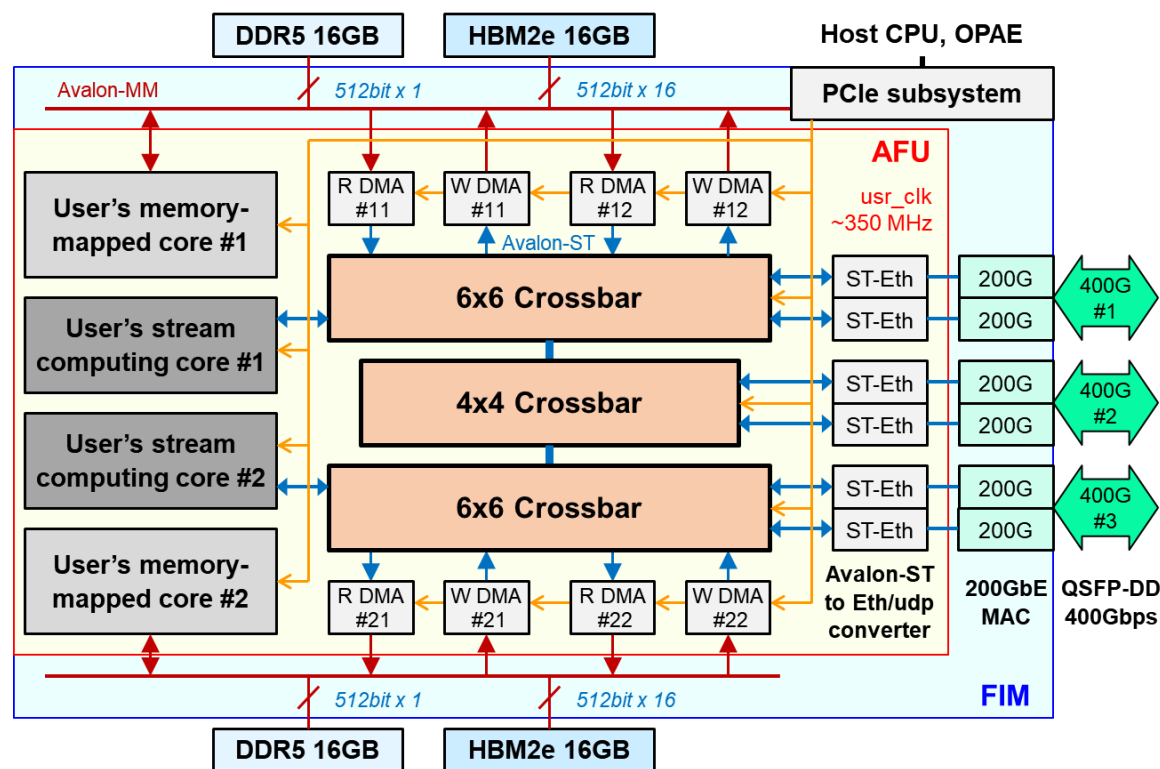 DDR5 16GB
HBM2e 16GB
Host CPU, OPAE
Avalon-MM
512bit x 1
512bit x 16
PCIe subsystem
AFU
usr_clk
~350 MHz
User's memory-
mapped core #1
R DMA
#11
W DMA
#11
R DMA
#12
W DMA
#12
Avalon-ST
6x6 Crossbar
ST-Eth
200G
400G
#1
ST-Eth
200G
User's stream
computing core #1
4x4 Crossbar
ST-Eth
200G
400G
#2
ST-Eth
200G
User's stream
computing core #2
6x6 Crossbar
ST-Eth
200G
400G
#3
ST-Eth
200G
User's memory-
mapped core #2
R DMA
#21
W DMA
#21
R DMA
#22
W DMA
#22
Avalon-ST
to Eth/udp
converter
200GbE
MAC
QSFP-DD
400Gbps
512bit x 1
512bit x 16
FIM
DDR5 16GB
HBM2e 16GB